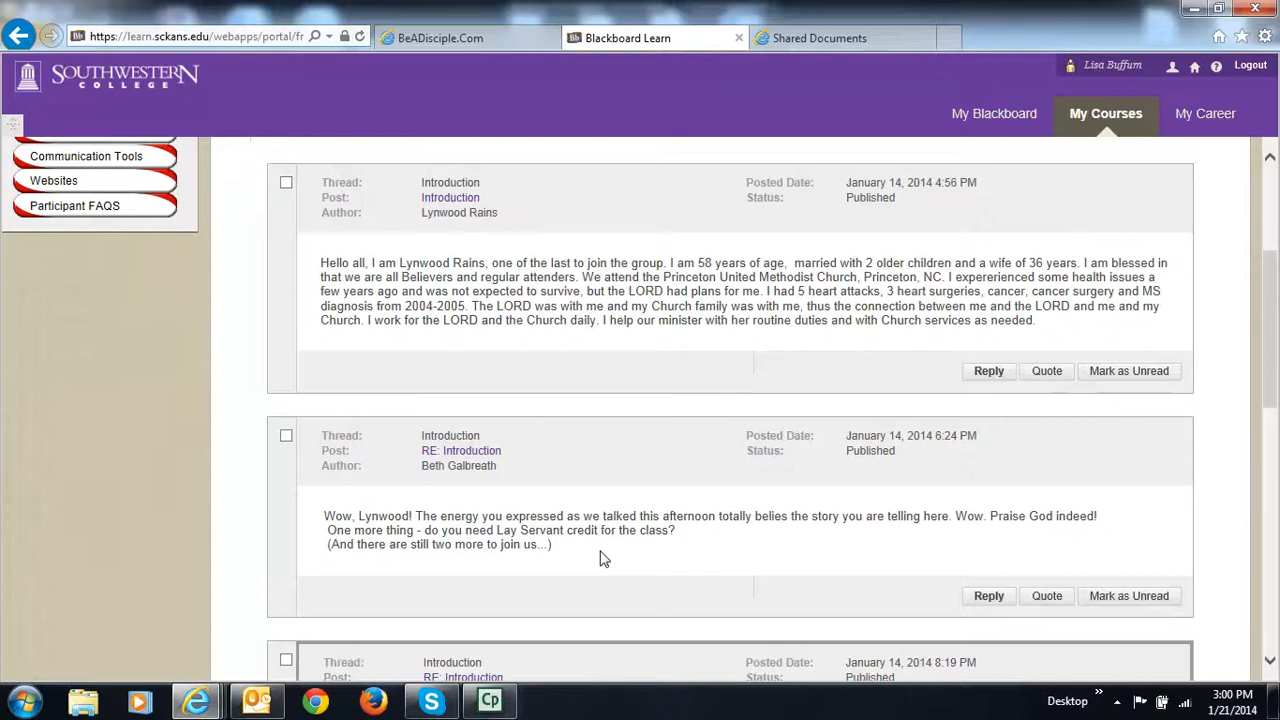 https://learn.sckans.edu/webapps/portal/fr
BeADisciple.Com
Blackboard Learn
Shared Documents
SOUTHWESTERN
COLLEGE
Lisa Buffum
Logout
My Blackboard
My Courses
My Career
Communication Tools
Websites
Participant FAQS
Thread: Introduction Posted Date: January 14, 2014 4:56 PM
Post: Introduction Status: Published
Author: Lynwood Rains
Hello all, I am Lynwood Rains, one of the last to join the group. I am 58 years of age, married with 2 older children and a wife of 36 years. I am blessed in
that we are all Believers and regular attenders. We attend the Princeton United Methodist Church, Princeton, NC. I expererienced some health issues a
few years ago and was not expected to survive, but the LORD had plans for me. I had 5 heart attacks, 3 heart surgeries, cancer, cancer surgery and MS
diagnosis from 2004-2005. The LORD was with me and my Church family was with me, thus the connection between me and the LORD and me and my
Church. I work for the LORD and the Church daily. I help our minister with her routine duties and with Church services as needed.
Reply Quote Mark as Unread
Thread: Introduction Posted Date: January 14, 2014 6:24 PM
Post: RE: Introduction Status: Published
Author: Beth Galbreath
Wow, Lynwood! The energy you expressed as we talked this afternoon totally belies the story you are telling here. Wow. Praise God indeed!
One more thing - do you need Lay Servant credit for the class?
(And there are still two more to join us...)
Reply Quote Mark as Unread
Thread: Introduction Posted Date: January 14, 2014 8:19 PM
Post: RE: Introduction Status: Published
Desktop
3:00 PM
1/21/2014